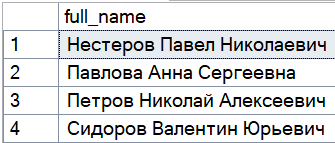 full_name
1 Нестеров Павел Николаевич
2 Павлова Анна Сергеевна
3 Петров Николай Алексеевич
4 Сидоров Валентин Юрьевич